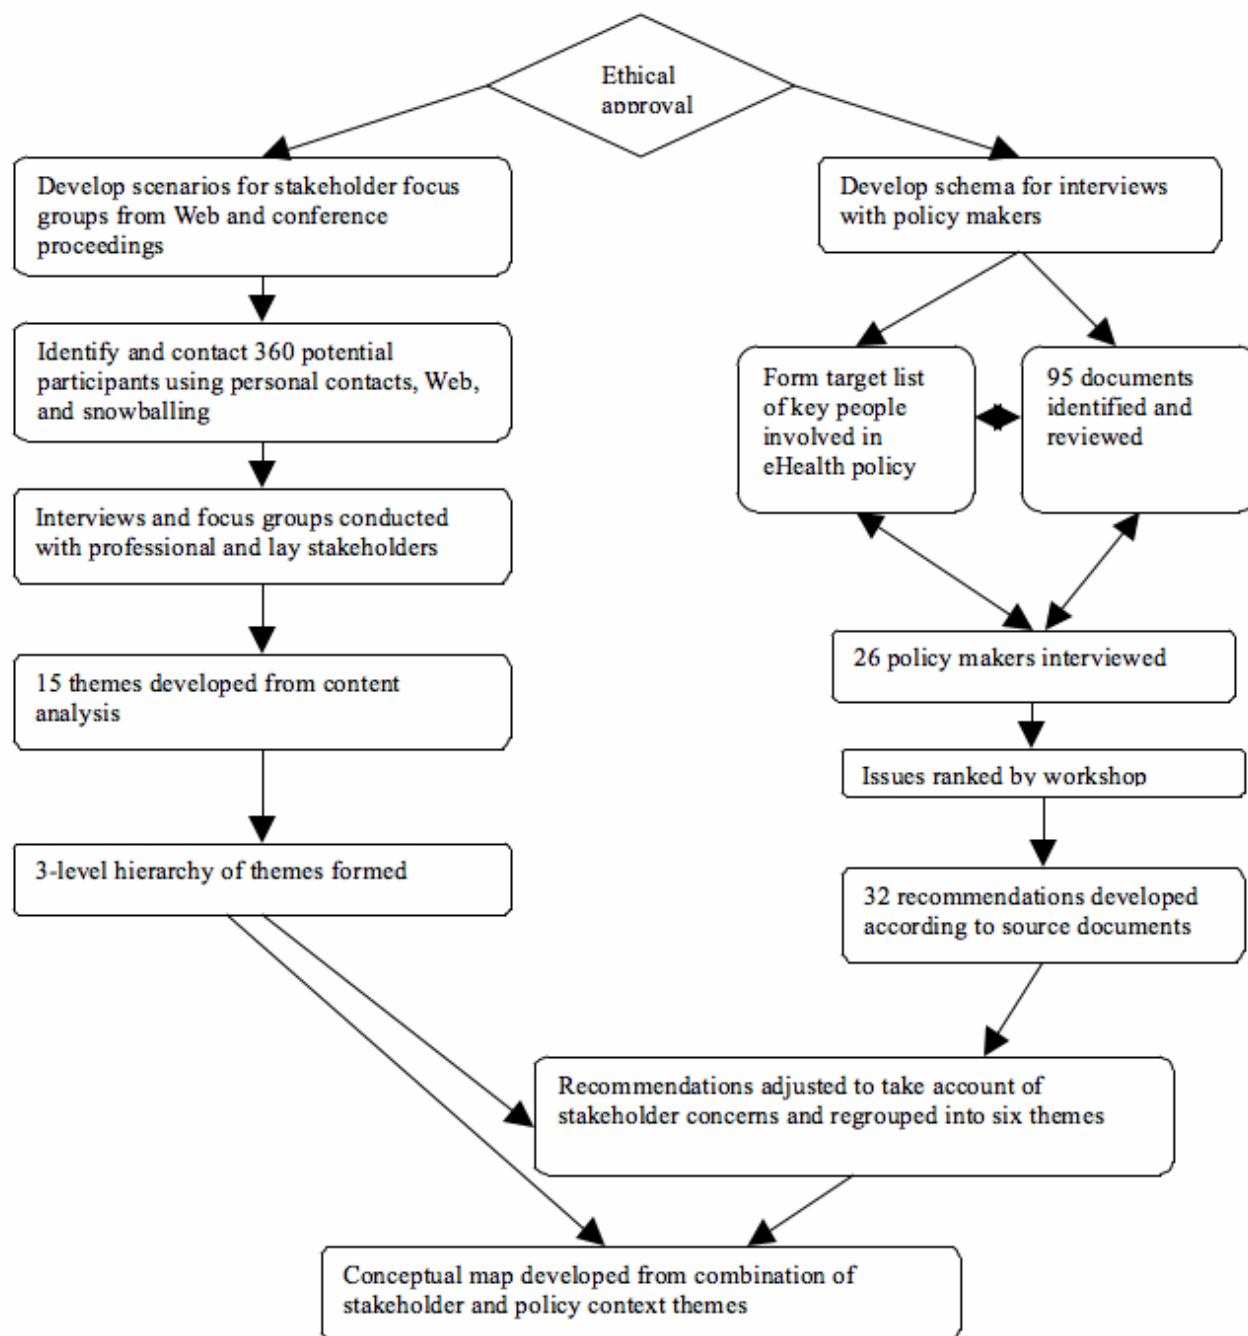 Ethical
approval
Develop scenarios for stakeholder focus
groups from Web and conference
proceedings
Develop schema for interviews
with policy makers
Identify and contact 360 potential
participants using personal contacts, Web,
and snowballing
Form target list
of key people
involved in
eHealth policy
95 documents
identified and
reviewed
Interviews and focus groups conducted
with professional and lay stakeholders
15 themes developed from content
analysis
26 policy makers interviewed
Issues ranked by workshop
3-level hierarchy of themes formed
32 recommendations developed
according to source documents
Recommendations adjusted to take account of
stakeholder concerns and regrouped into six themes
Conceptual map developed from combination of
stakeholder and policy context themes